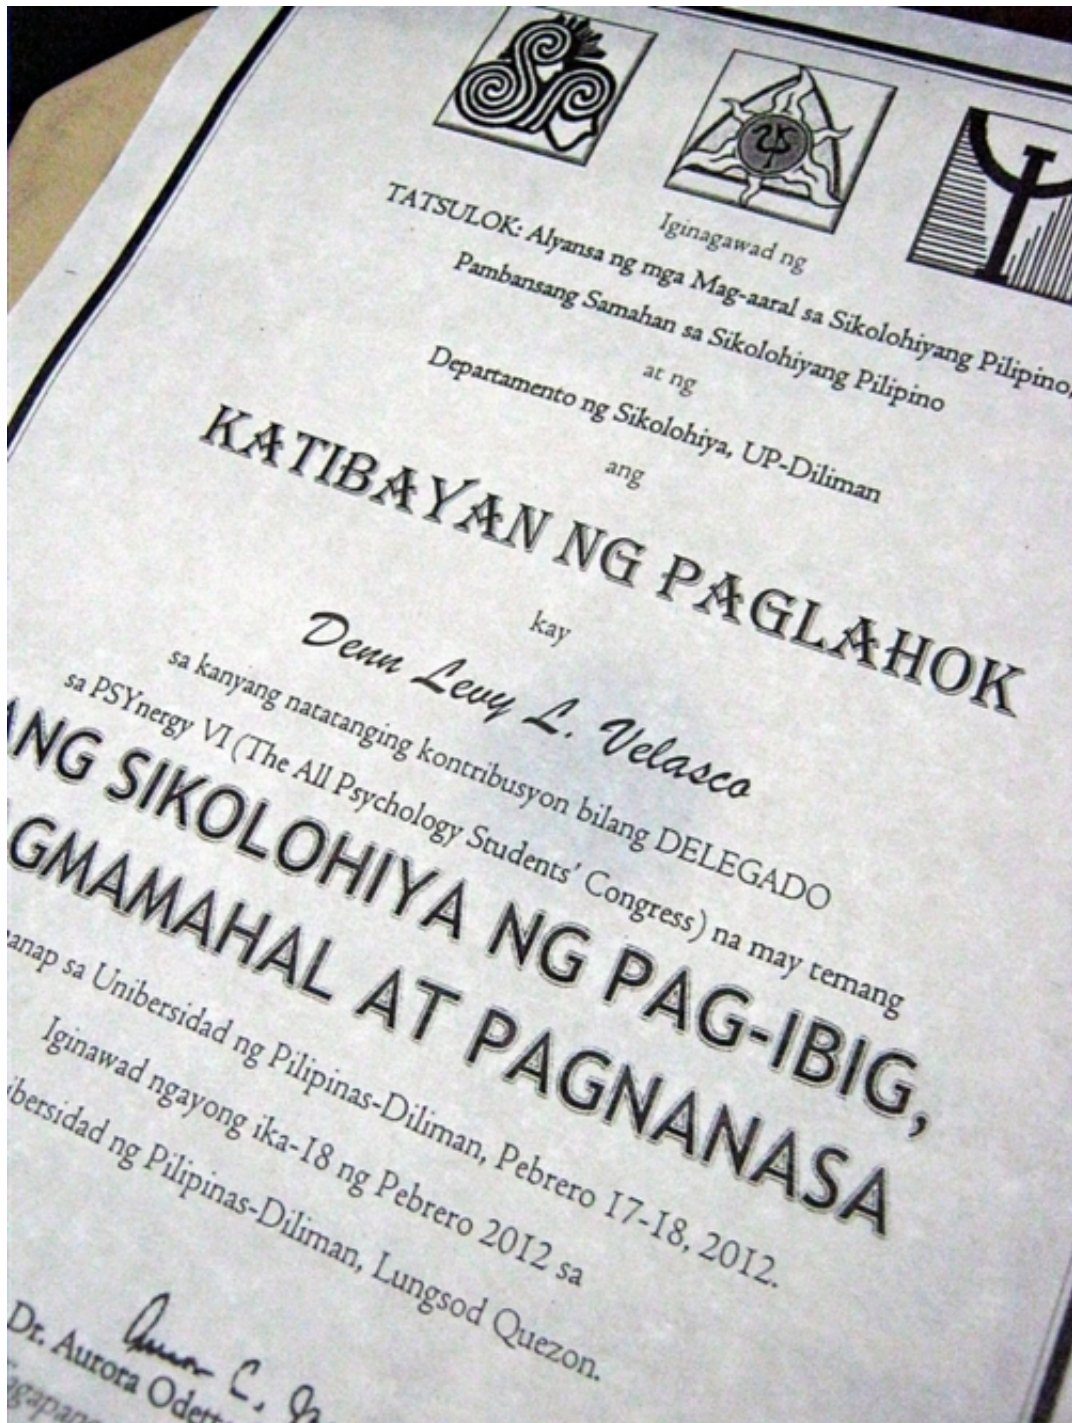 Iginagawad ng
TATSULOK: Alyansa ng mga Mag-aaral sa Sikolohiyang Pilipino,
Pambansang Samahan sa Sikolohiyang Pilipino
at ng
Departamento ng Sikolohiya, UP-Diliman
ang
KATIBAYAN NG PAGLAHOK
kay
Denn Levy L. Velasco
sa kanyang natatanging kontribusyon bilang DELEGADO
sa PSYnergy VI (The All Psychology Students' Congress) na may temang
ANG SIKOLOHIYA NG PAG-IBIG,
AT PAGNANASA
sa Unibersidad ng Pilipinas-Diliman, Pebrero 17-18, 2012.
Iginawad ngayong ika-18 ng Pebrero 2012 sa
ng Pilipinas-Diliman, Lungsod Quezon.
Dr. Aurora